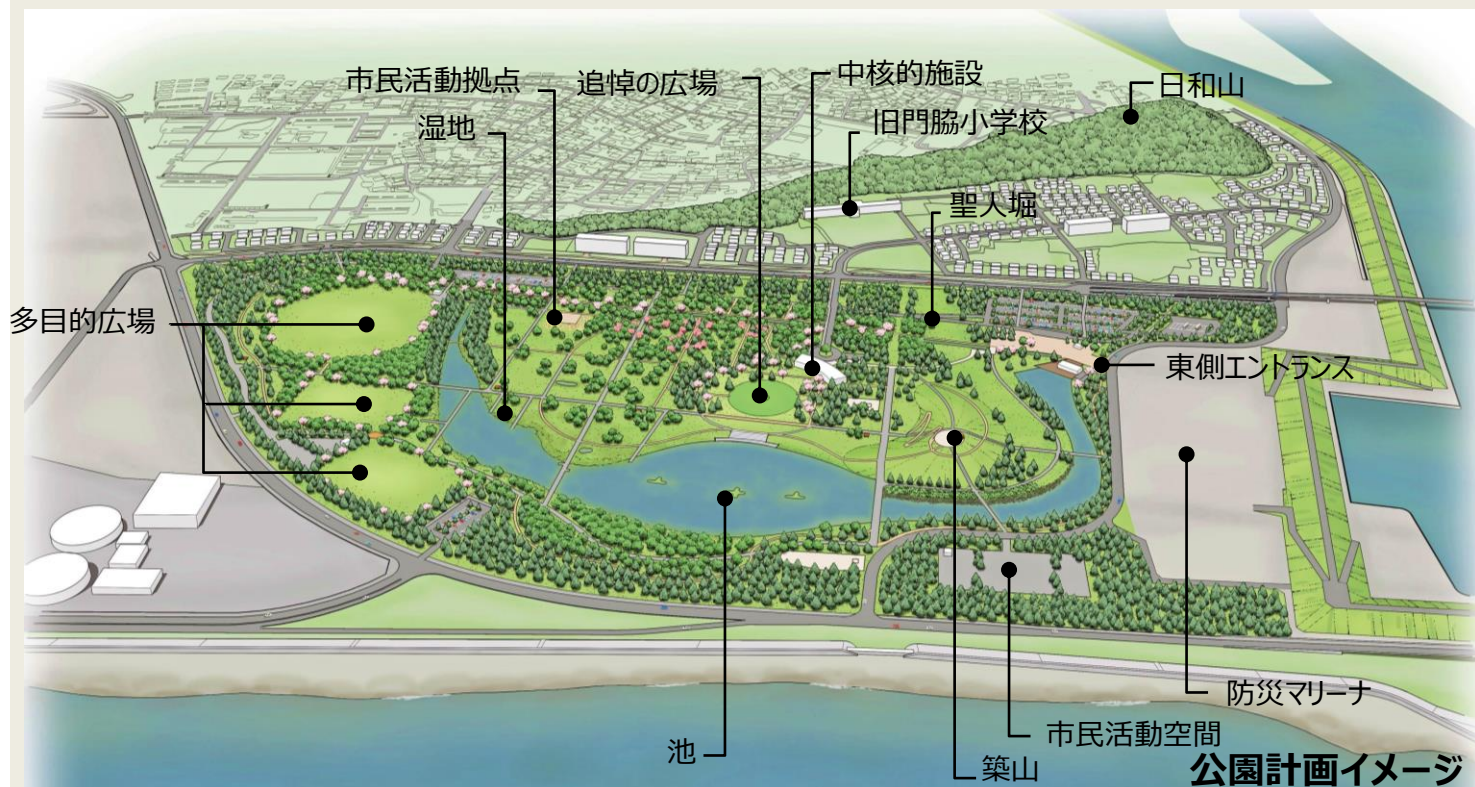 市民活動拠点
追悼の広場
中核的施設
日和山
湿地
旧門脇小学校
聖人堀
多目的広場
東側エントランス
防災マリーナ
市民活動空間
池
築山
公園計画イメージ